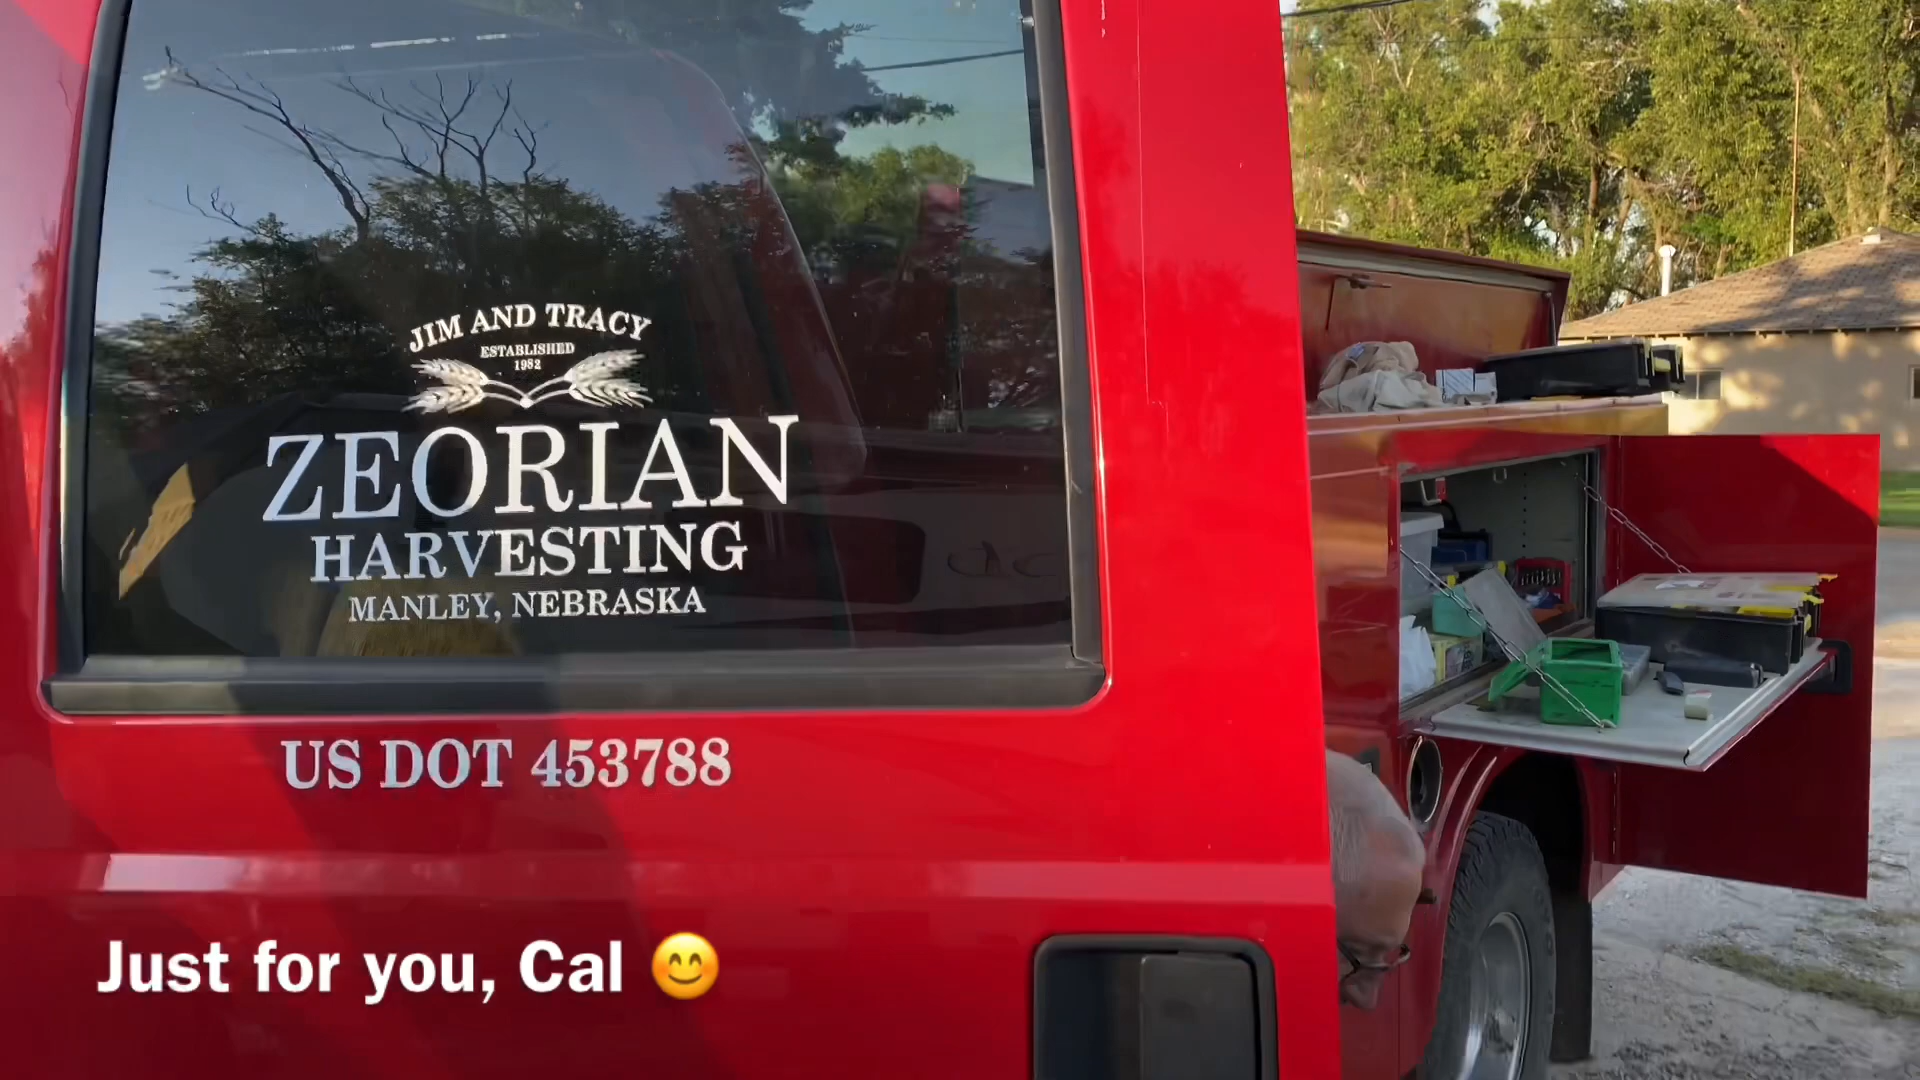 JIM AND TRACY
ESTABLISHED
1982
ZEORIAN
HARVESTING
MANLEY, NEBRASKA
US DOT 453788
Just for you, Cal 😊